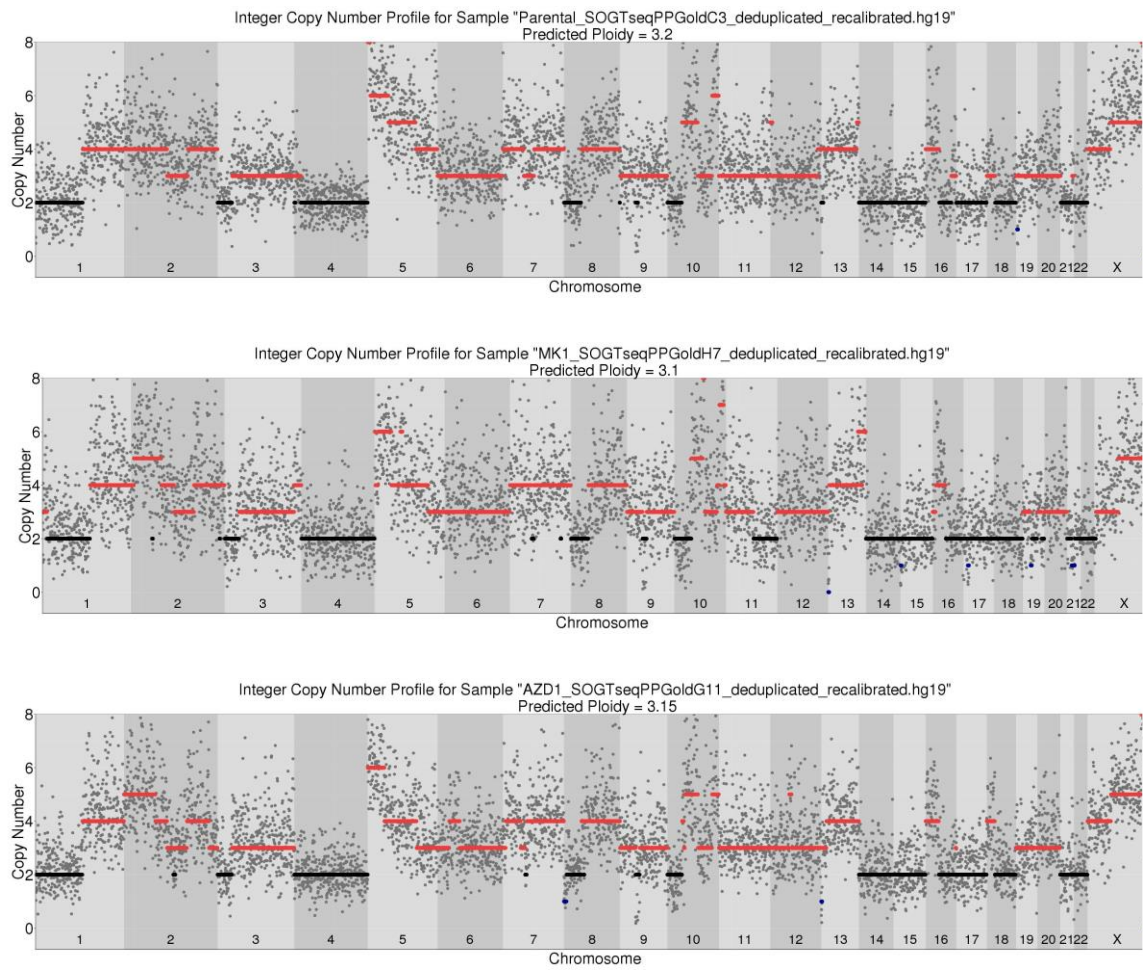 Integer Copy Number Profile for Sample "Parental_SOGTseqPPGoldC3_deduplicated_recalibrated.hg19"
Predicted Ploidy = 3.2
8
6
4
2
0
Copy Number
1 2 3 4 5 6 7 8 9 10 11 12 13 14 15 16 17 18 19 20 2122 X
Chromosome
Integer Copy Number Profile for Sample "MK1_SOGTseqPPGoldH7_deduplicated_recalibrated.hg19"
Predicted Ploidy = 3.1
8
6
4
2
0
Copy Number
1 2 3 4 5 6 7 8 9 10 11 12 13 14 15 16 17 18 19 20 2122 X
Chromosome
Integer Copy Number Profile for Sample "AZD1_SOGTseqPPGoldG11_deduplicated_recalibrated.hg19"
Predicted Ploidy = 3.15
8
6
4
2
0
Copy Number
1 2 3 4 5 6 7 8 9 10 11 12 13 14 15 16 17 18 19 20 2122 X
Chromosome